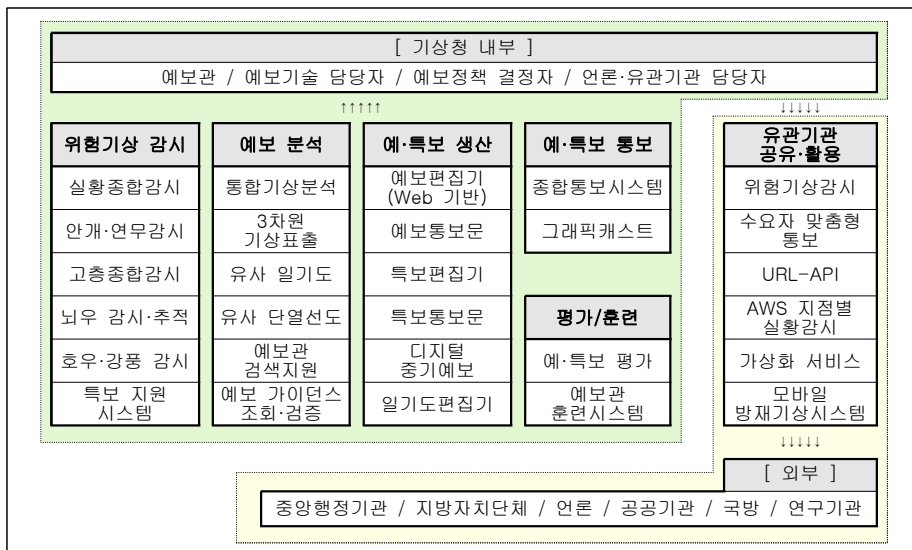 [ 기상청 내부 ]
예보관 / 예보기술 담당자 / 예보정책 결정자 / 언론·유관기관 담당자
↑↑↑↑↑
↓↓↓↓↓
위험기상 감시
실황종합감시
안개·연무감시
고층종합감시
뇌우 감시·추적
호우·강풍 감시
특보 지원
시스템
예보 분석
통합기상분석
3차원
기상표출
유사 일기도
유사 단열선도
예보관
검색지원
예보 가이던스
조회·검증
예·특보 생산
예보편집기
(Web 기반)
예보통보문
특보편집기
특보통보문
디지털
중기예보
일기도편집기
예·특보 통보
종합통보시스템
그래픽캐스트
평가/훈련
예·특보 평가
예보관
훈련시스템
유관기관
공유·활용
위험기상감시
수요자 맞춤형
통보
URL-API
AWS 지점별
실황감시
가상화 서비스
모바일
방재기상시스템
↓↓↓↓↓
[ 외부 ]
중앙행정기관 / 지방자치단체 / 언론 / 공공기관 / 국방 / 연구기관